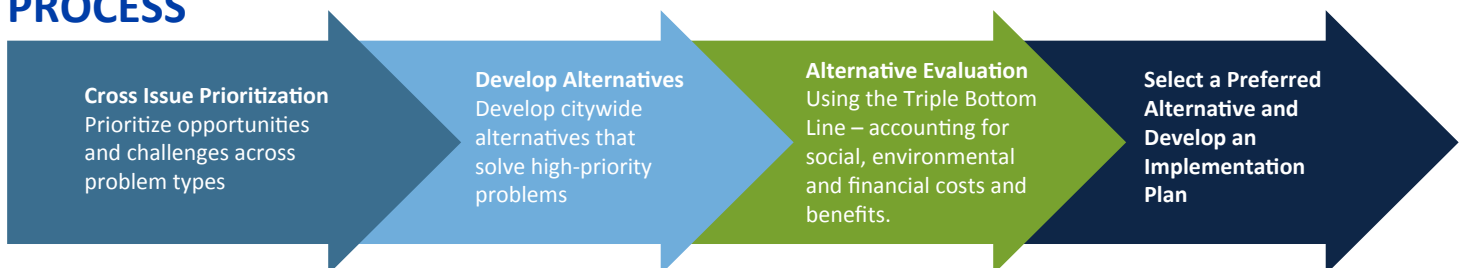 PROCESS
Cross Issue Prioritization
Prioritize opportunities
and challenges across
problem types
Develop Alternatives
Develop citywide
alternatives that
solve high-priority
problems
Alternative Evaluation
Using the Triple Bottom
Line – accounting for
social, environmental
and financial costs and
benefits.
Select a Preferred
Alternative and
Develop an
Implementation
Plan